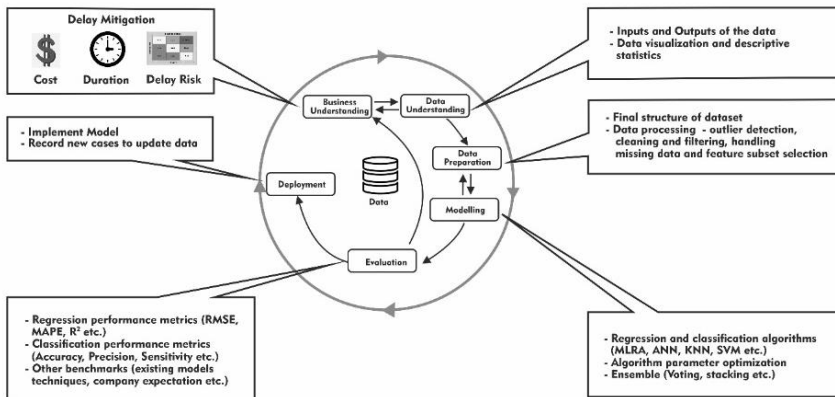 Delay Mitigation
Cost
Duration
Delay Risk
- Inputs and Outputs of the data
- Data visualization and descriptive
statistics
Business
Understanding
Data
Understanding
- Implement Model
- Record new cases to update data
- Final structure of dataset
- Data processing - outlier detection,
cleaning and filtering, handling
missing data and feature subset selection
Data
Preparation
Deployment
Data
Modelling
Evaluation
- Regression performance metrics (RMSE,
MAPE, R² etc.)
- Classification performance metrics
(Accuracy, Precision, Sensitivity etc.)
- Other benchmarks (existing models
techniques, company expectation etc.)
- Regression and classification algorithms
(MLRA, ANN, KNN, SVM etc.)
- Algorithm parameter optimization
- Ensemble (Voting, stacking etc.)